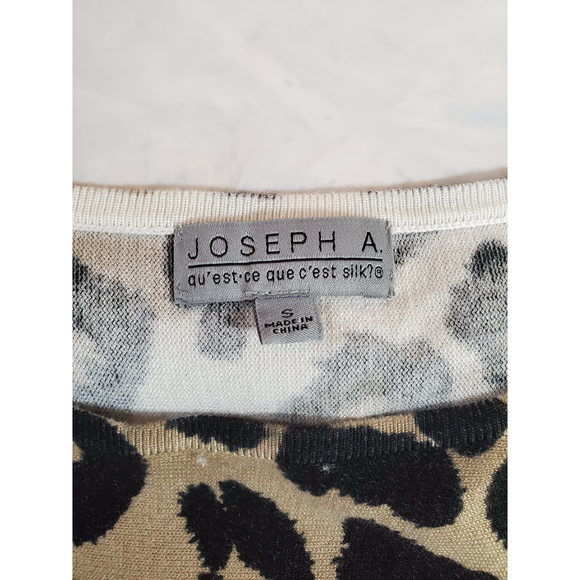 JOSEPH A.
qu'est·ce que c'est silk?®
S
MADE IN
CHINA